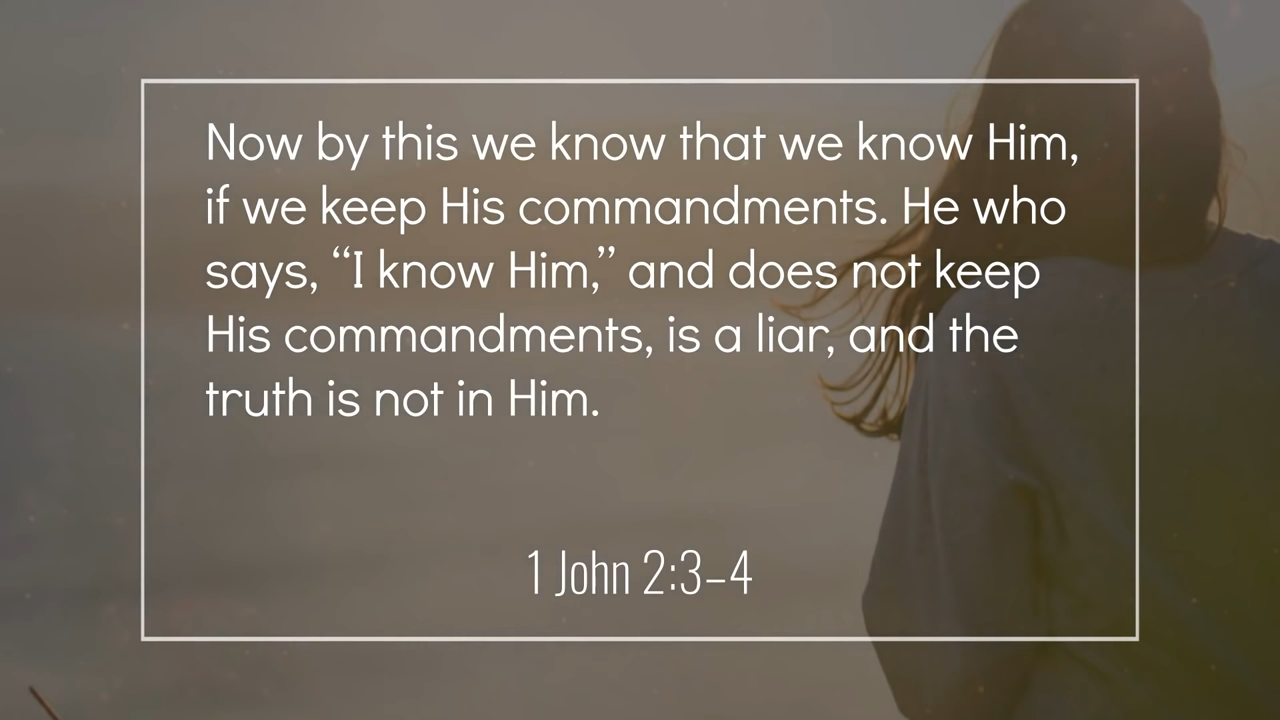 Now by this we know that we know Him,
if we keep His commandments. He who
says, “I know Him,” and does not keep
His commandments, is a liar, and the
truth is not in Him.
1 John 2:3–4